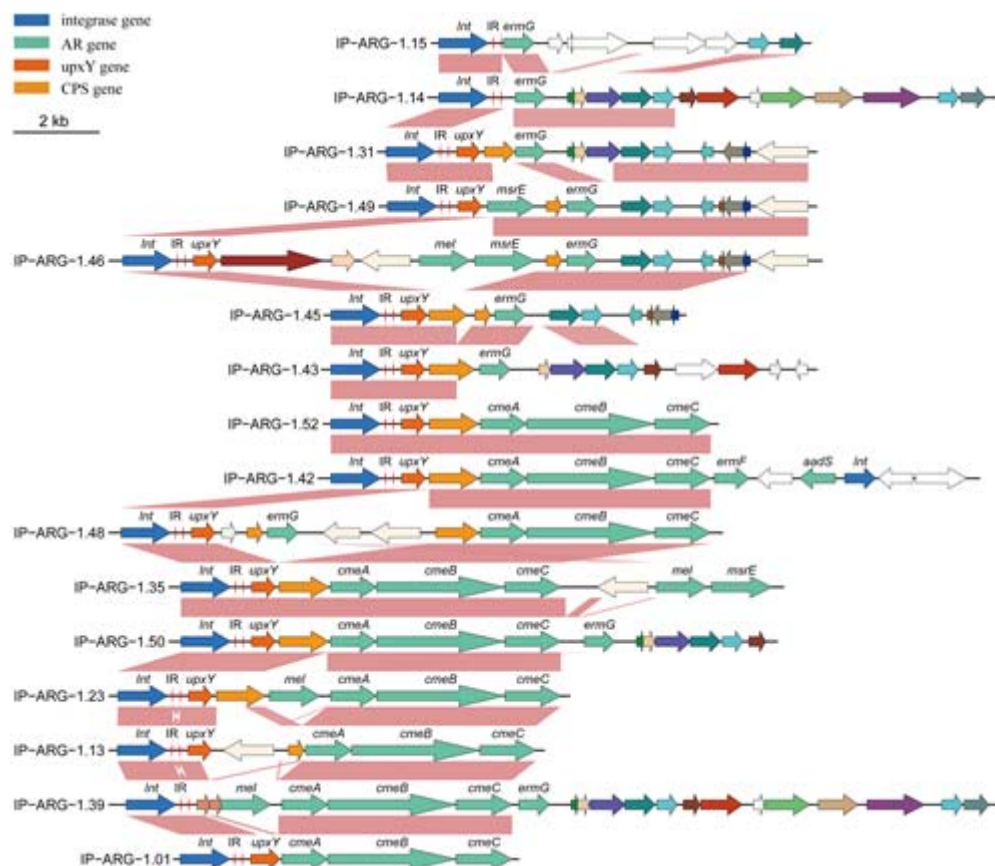 integrase gene
AR gene
upxY gene
CPS gene
2 kb
Int IR ermG
IP-ARG-1.15
Int IR ermG
IP-ARG-1.14
Int IR upxY ermG
IP-ARG-1.31
Int IR upxY msrE ermG
IP-ARG-1.49
Int IR upxY mel msrE ermG
IP-ARG-1.46
Int IR upxY ermG
IP-ARG-1.45
Int IR upxY ermG
IP-ARG-1.43
Int IR upxY cmeA cmeB cmeC
IP-ARG-1.52
Int IR upxY cmeA cmeB cmeC ermF aadS Int
IP-ARG-1.42
Int IR upxY ermG cmeA cmeB cmeC
IP-ARG-1.48
Int IR upxY cmeA cmeB cmeC mel msrE
IP-ARG-1.35
Int IR upxY cmeA cmeB cmeC ermG
IP-ARG-1.50
Int IR upxY mel cmeA cmeB cmeC
IP-ARG-1.23
Int IR upxY cmeA cmeB cmeC
IP-ARG-1.13
Int IR mel cmeA cmeB cmeC ermG
IP-ARG-1.39
Int IR upxY cmeA cmeB cmeC
IP-ARG-1.01